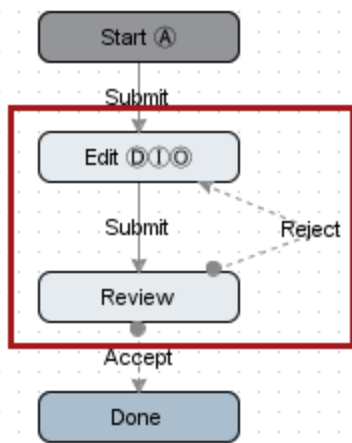 Start Ⓐ
Submit
Edit ⒹⒾⓄ
Submit
Reject
Review
Accept
Done